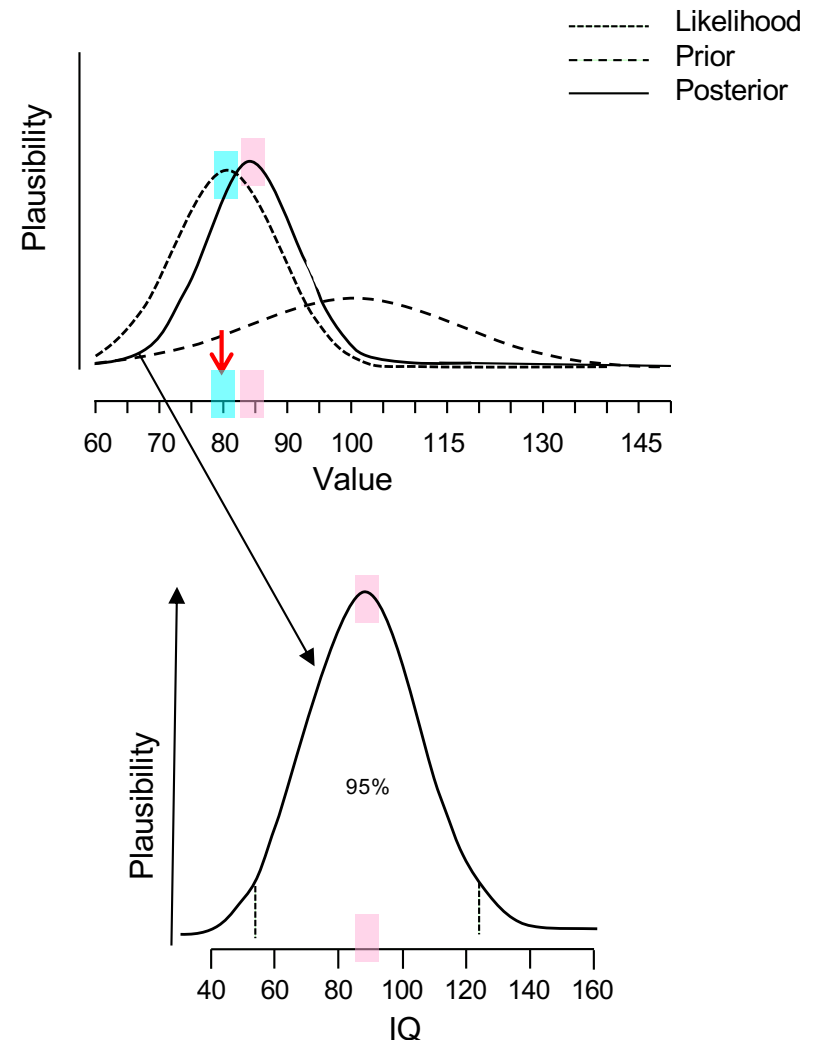 Likelihood
Prior
Posterior
Plausibility
60 70 80 90 100 115 130 145
Value
Plausibility
95%
40 60 80 100 120 140 160
IQ